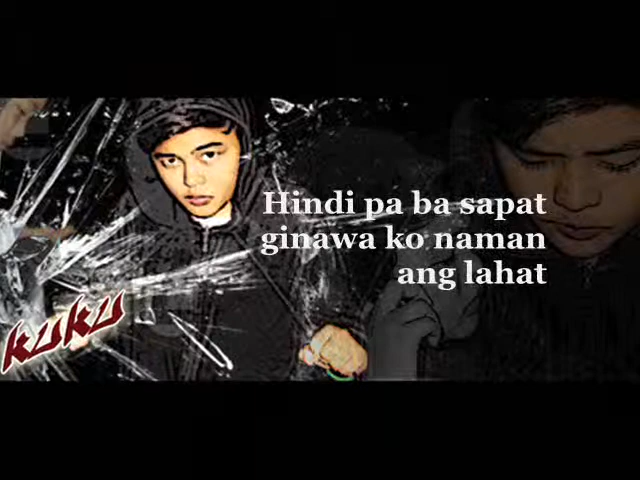 Hindi pa ba sapat
ginawa ko naman
ang lahat
kuku